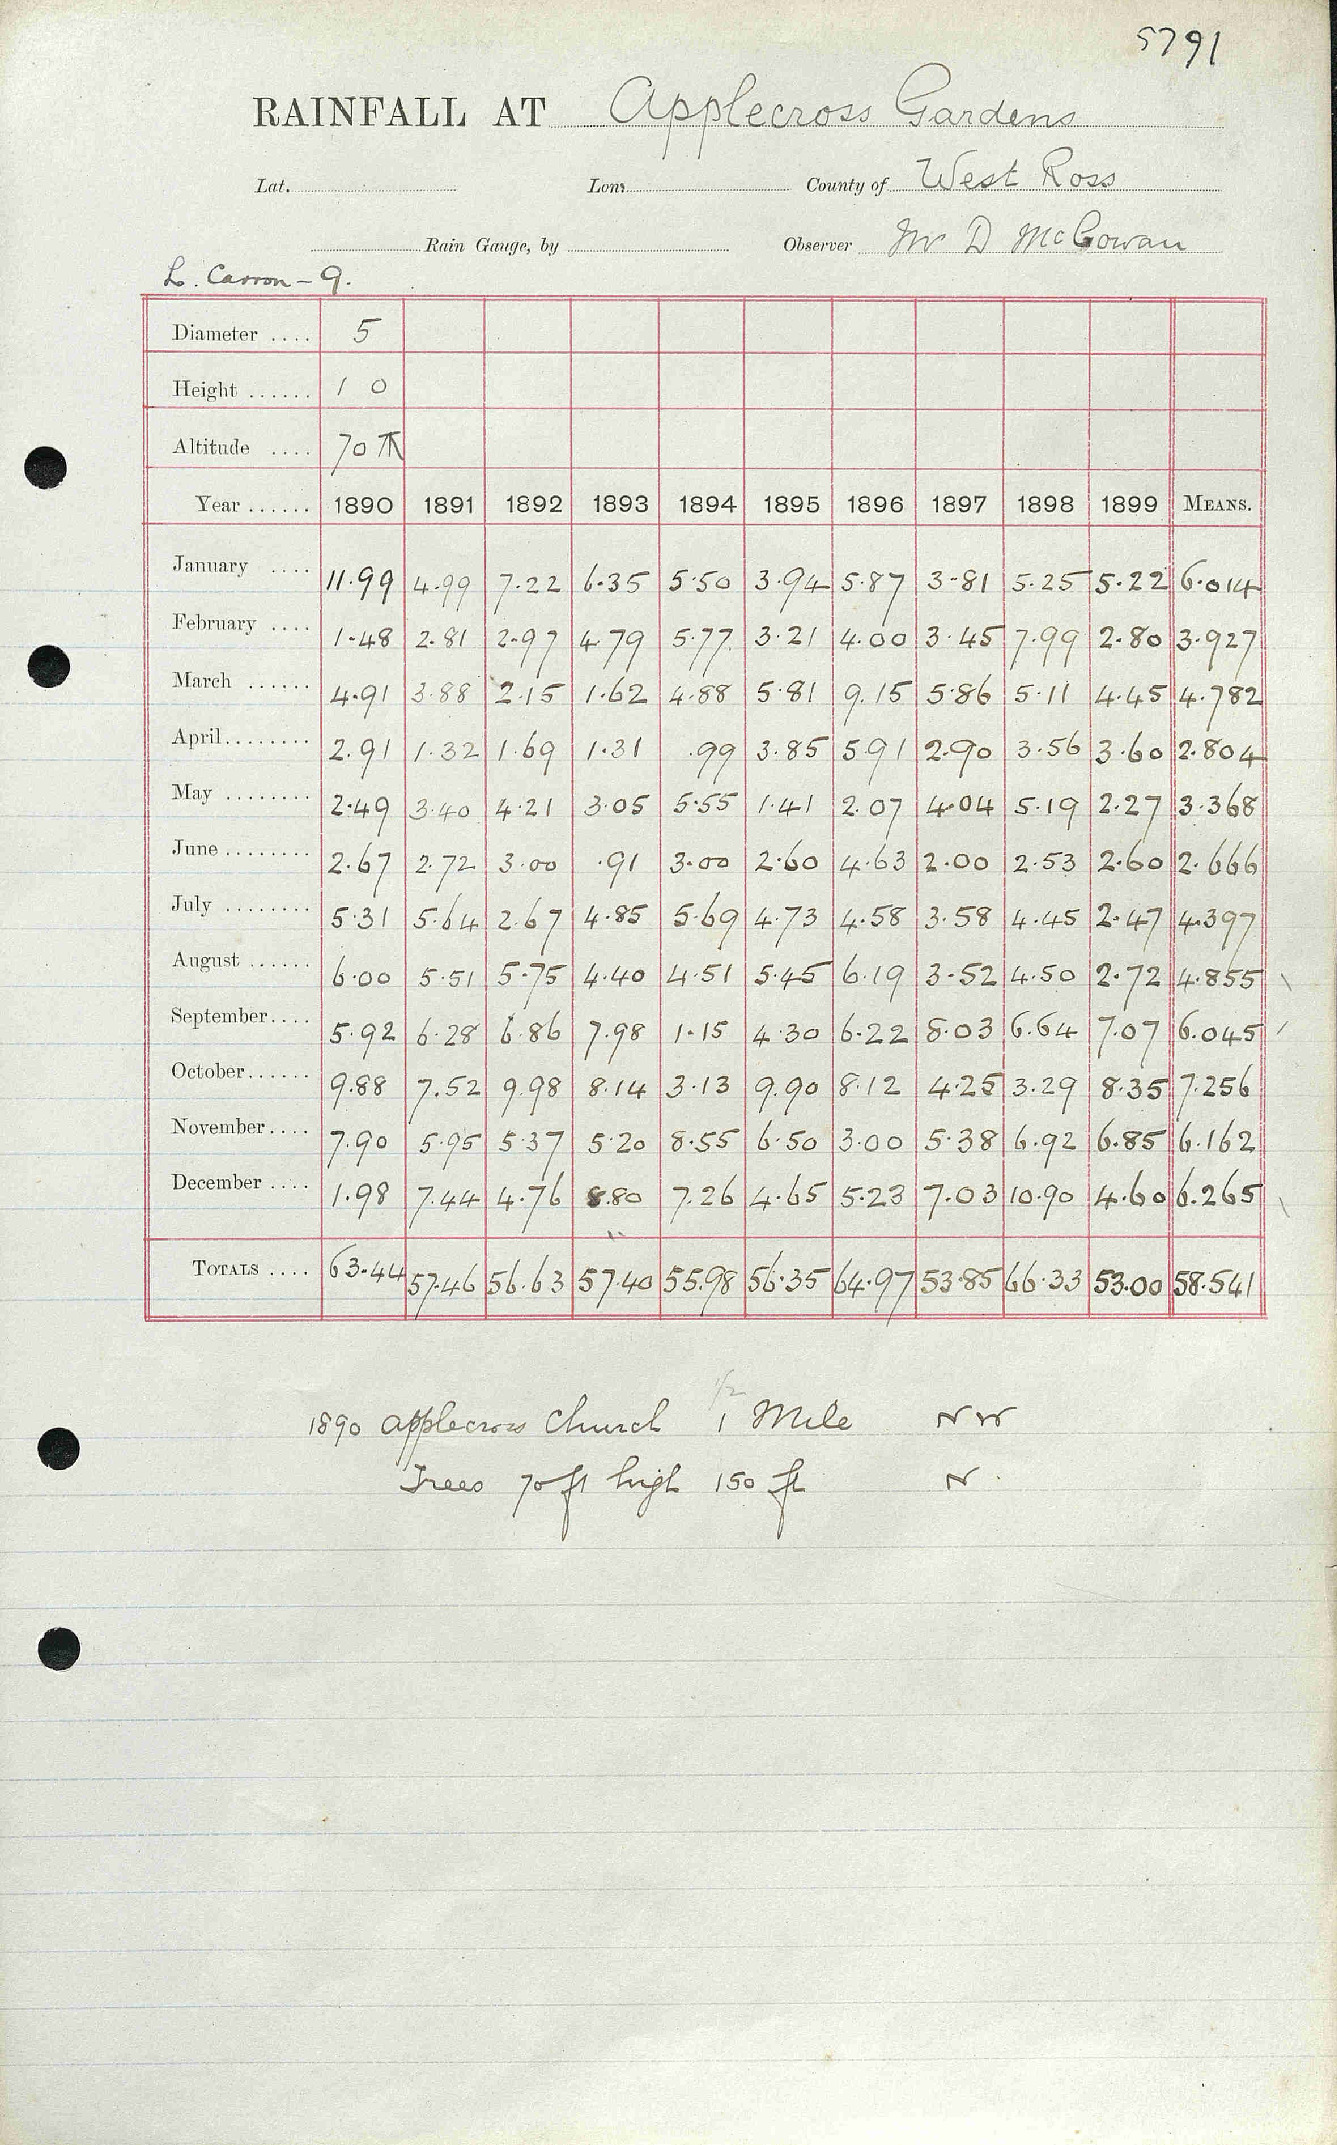 5791
RAINFALL AT Applecross Gardens
Lat. Lon. County of West Ross
Rain Gauge, by Observer Mr D McGowan
L. Carron - 9.
Diameter .... 5
Height ...... 1 0
Altitude .... 70 ft
Year ...... 1890 1891 1892 1893 1894 1895 1896 1897 1898 1899 MEANS.
January .... 11.99 4.99 7.22 6.35 5.50 3.94 5.87 3.81 5.25 5.22 6.014
February .... 1.48 2.81 2.97 4.79 5.77 3.21 4.00 3.45 7.99 2.80 3.927
March ...... 4.91 3.88 2.15 1.62 4.88 5.81 9.15 5.86 5.11 4.45 4.782
April........ 2.91 1.32 1.69 1.31 .99 3.85 5.91 2.90 3.56 3.60 2.804
May ........ 2.49 3.40 4.21 3.05 5.55 1.41 2.07 4.04 5.19 2.27 3.368
June ........ 2.67 2.72 3.00 .91 3.00 2.60 4.63 2.00 2.53 2.60 2.666
July ........ 5.31 5.64 2.67 4.85 5.69 4.73 4.58 3.58 4.45 2.47 4.397
August ...... 6.00 5.51 5.75 4.40 4.51 5.45 6.19 3.52 4.50 2.72 4.855
September.... 5.92 6.28 6.86 7.98 1.15 4.30 6.22 8.03 6.64 7.07 6.045
October...... 9.88 7.52 9.98 8.14 3.13 9.90 8.12 4.25 3.29 8.35 7.256
November.... 7.90 5.95 5.37 5.20 8.55 6.50 3.00 5.38 6.92 6.85 6.162
December .... 1.98 7.44 4.76 8.80 7.26 4.65 5.23 7.03 10.90 4.60 6.265
TOTALS .... 63.44 57.46 56.63 57.40 55.98 56.35 64.97 53.85 66.33 53.00 58.541
1/2
1890 Applecross Church 1 Mile NW
Trees 70 ft high 150 ft N.